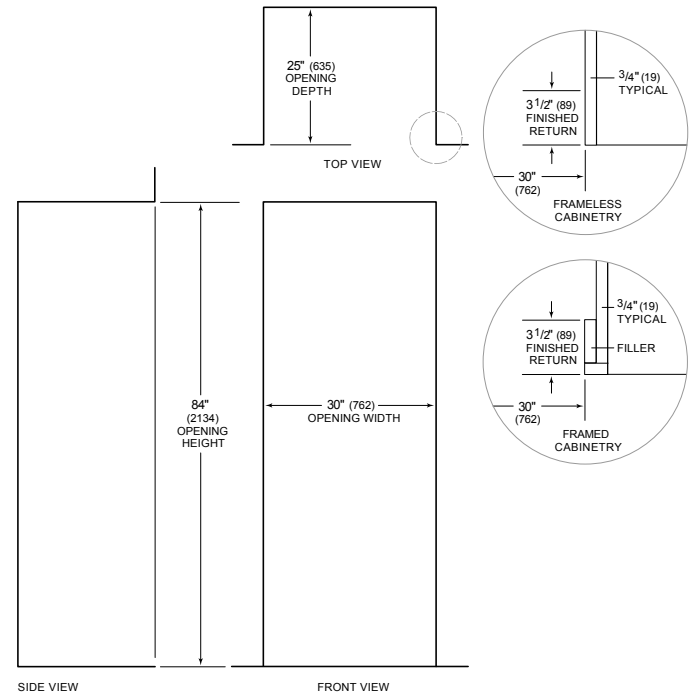 25" (635)
OPENING
DEPTH
TOP VIEW
3/4" (19)
TYPICAL
3 1/2" (89)
FINISHED
RETURN
30"
(762)
FRAMELESS
CABINETRY
3/4" (19)
TYPICAL
3 1/2" (89)
FINISHED
RETURN
FILLER
30"
(762)
FRAMED
CABINETRY
84"
(2134)
OPENING
HEIGHT
30" (762)
OPENING WIDTH
SIDE VIEW
FRONT VIEW